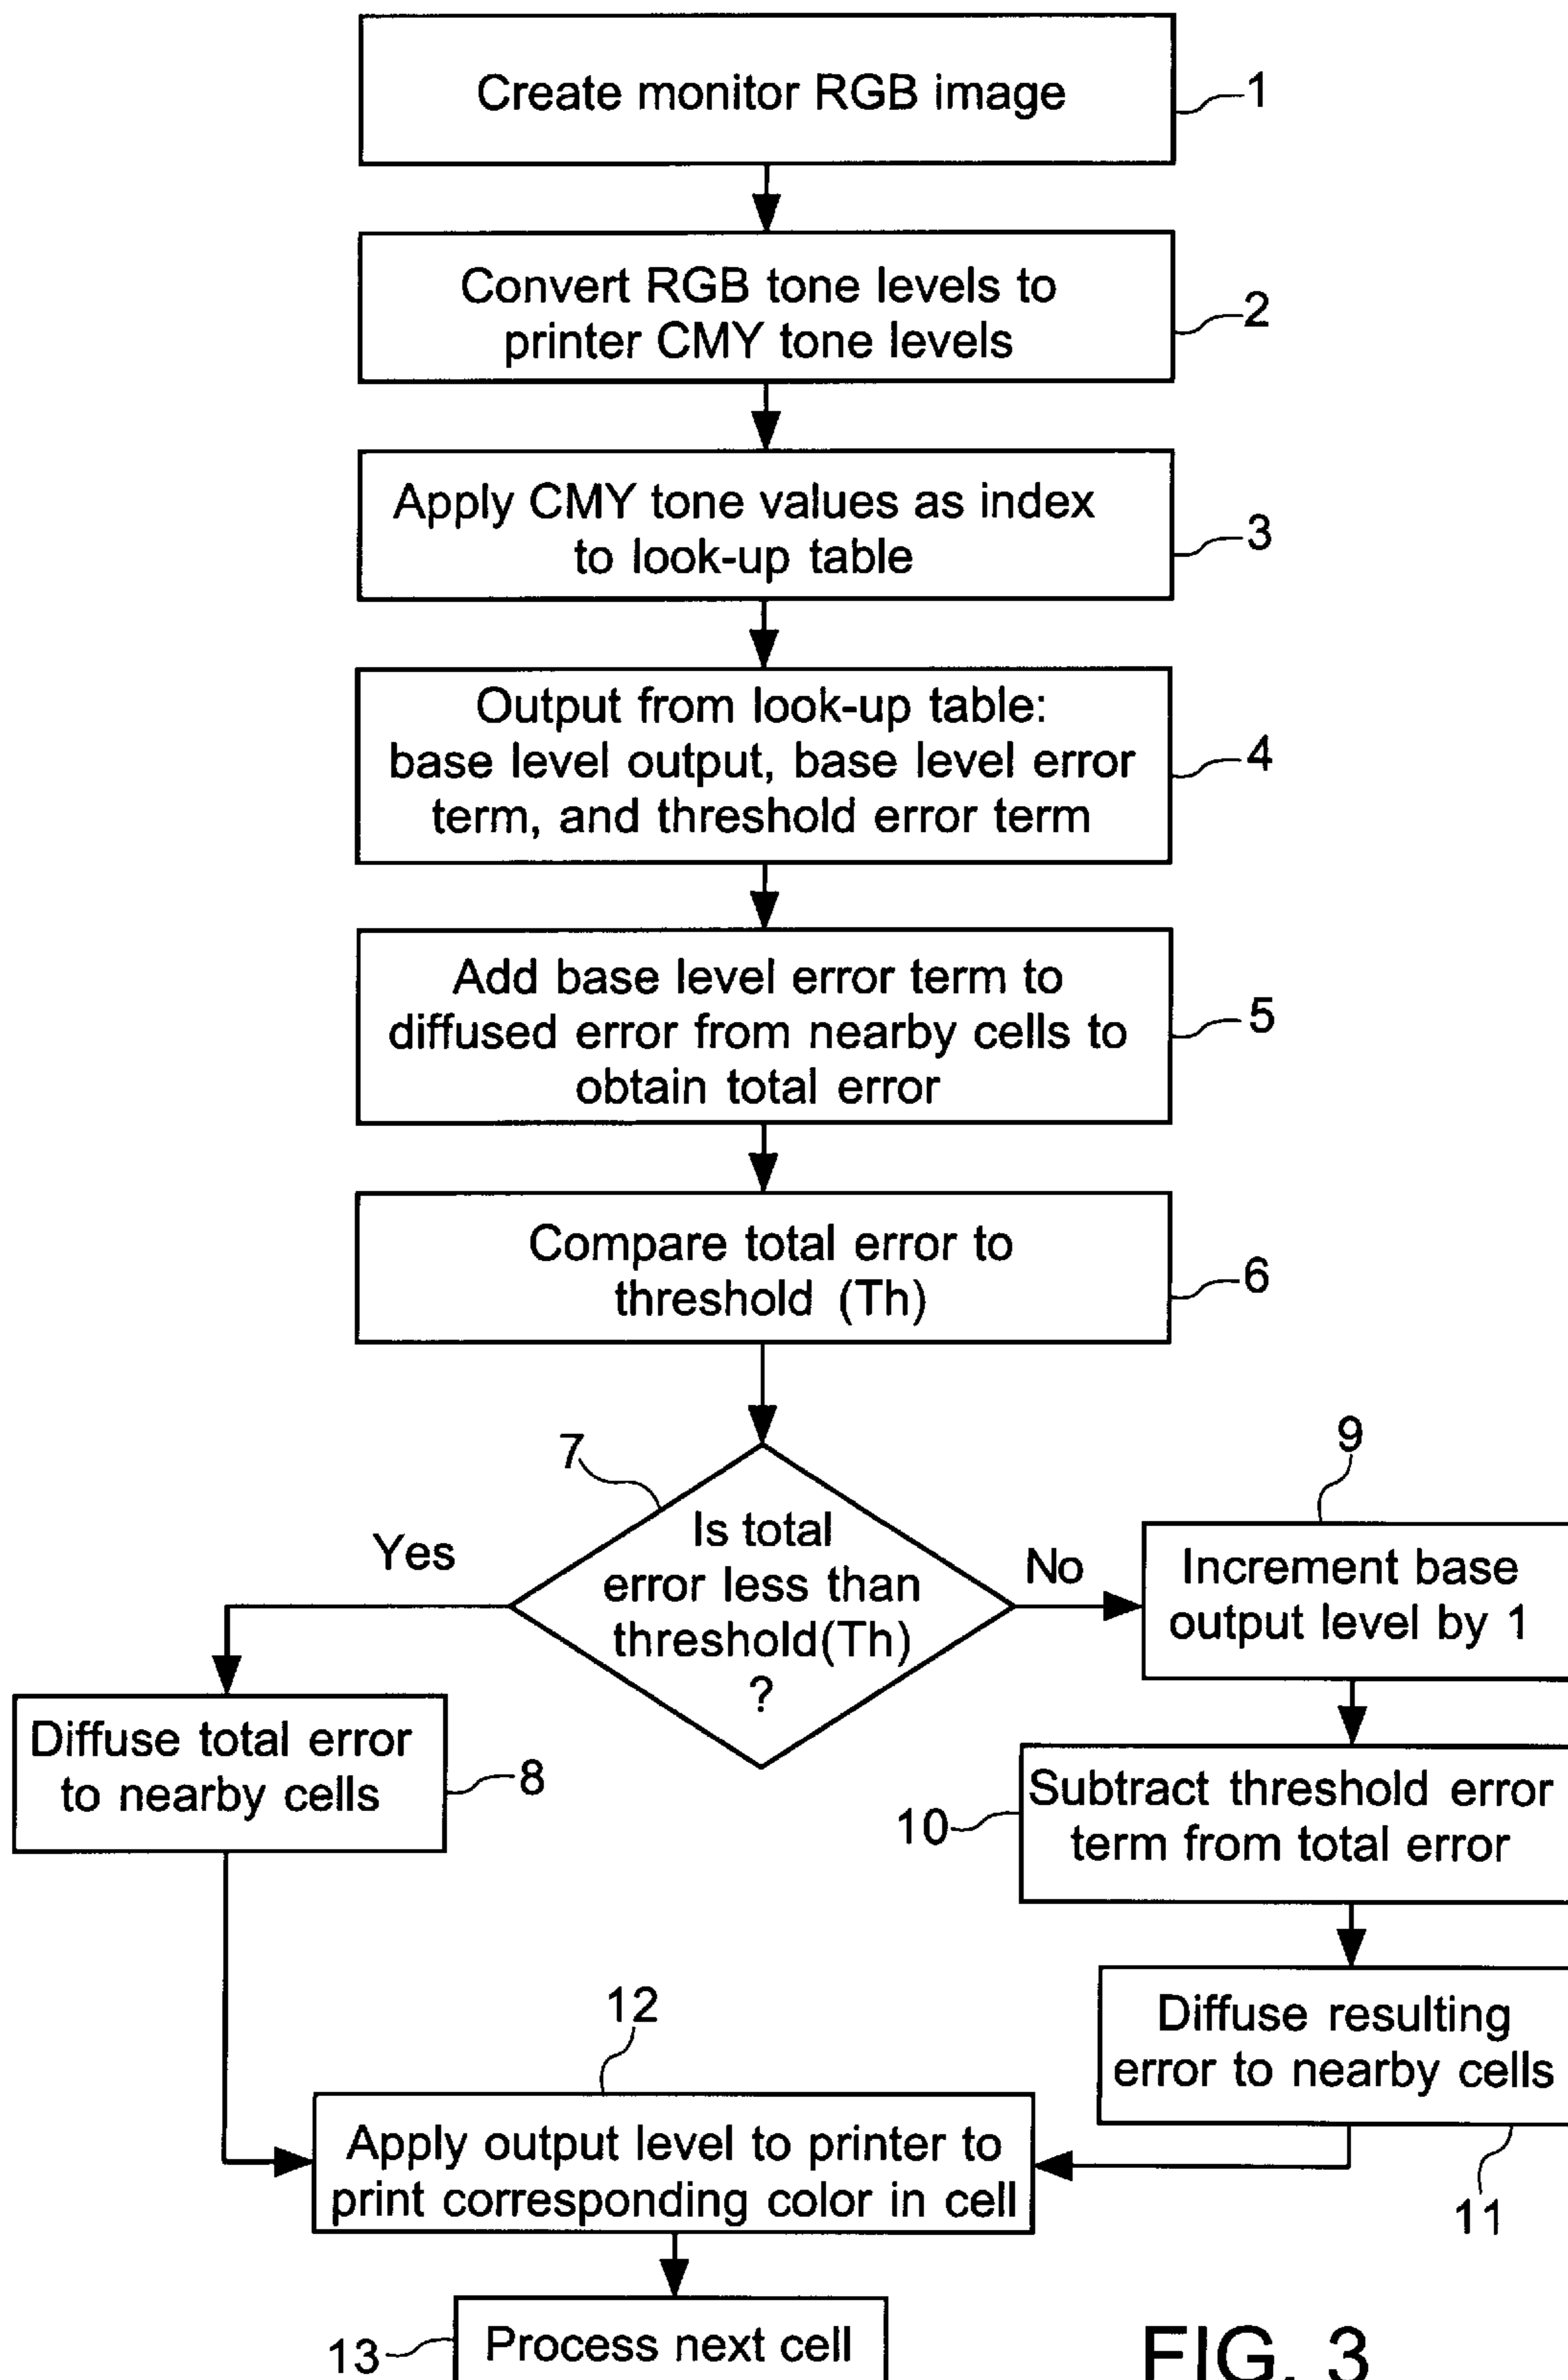 Create monitor RGB image
1
Convert RGB tone levels to
printer CMY tone levels
2
Apply CMY tone values as index
to look-up table
3
Output from look-up table:
base level output, base level error
term, and threshold error term
4
Add base level error term to
diffused error from nearby cells to
obtain total error
5
Compare total error to
threshold (Th)
6
7
Is total
error less than
threshold(Th)
?
Yes
No
9
Increment base
output level by 1
Diffuse total error
to nearby cells
8
10
Subtract threshold error
term from total error
Diffuse resulting
error to nearby cells
11
12
Apply output level to printer to
print corresponding color in cell
13
Process next cell
FIG. 3